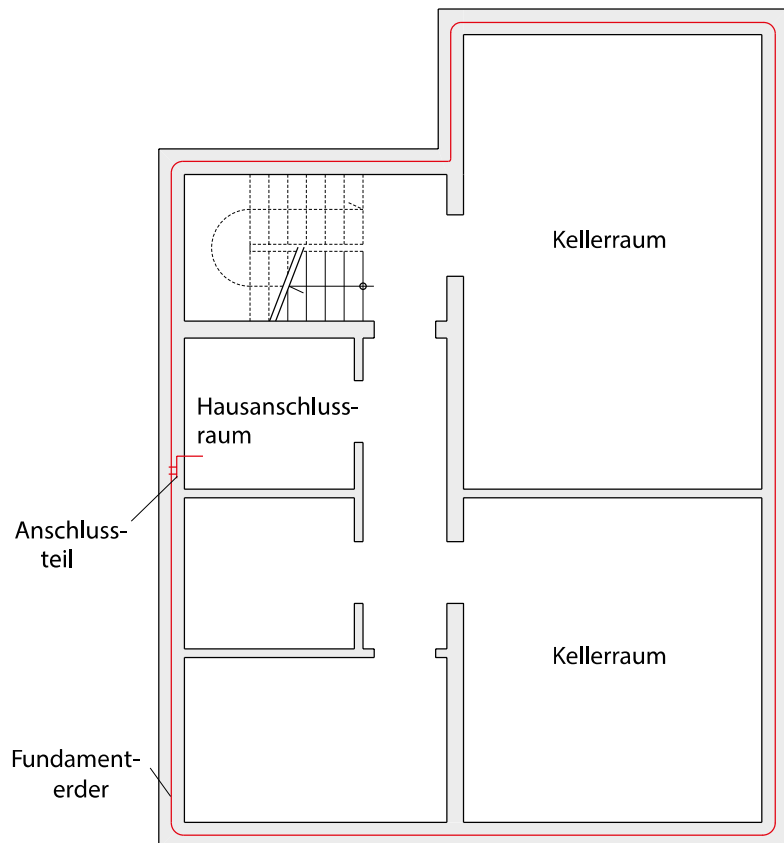 Kellerraum
Hausanschluss-
raum
Anschluss-
teil
Kellerraum
Fundament-
erder